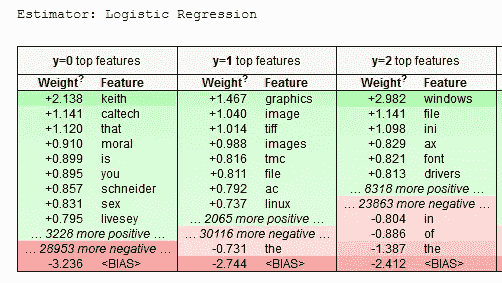 Estimator: Logistic Regression
y=0 top features y=1 top features y=2 top features
Weight? Feature Weight? Feature Weight? Feature
+2.138 keith +1.467 graphics +2.982 windows
+1.141 caltech +1.040 image +1.141 file
+1.120 that +1.014 tiff +1.098 ini
+0.910 moral +0.988 images +0.829 ax
+0.899 is +0.816 tmc +0.821 font
+0.895 you +0.811 file +0.813 drivers
+0.857 schneider +0.792 ac … 8318 more positive …
+0.831 sex +0.737 linux … 23863 more negative …
+0.795 livesey … 2065 more positive … -0.804 in
… 3228 more positive … … 30116 more negative … -0.886 of
… 28953 more negative … -0.731 the -1.387 the
-3.236 <BIAS> -2.744 <BIAS> -2.412 <BIAS>